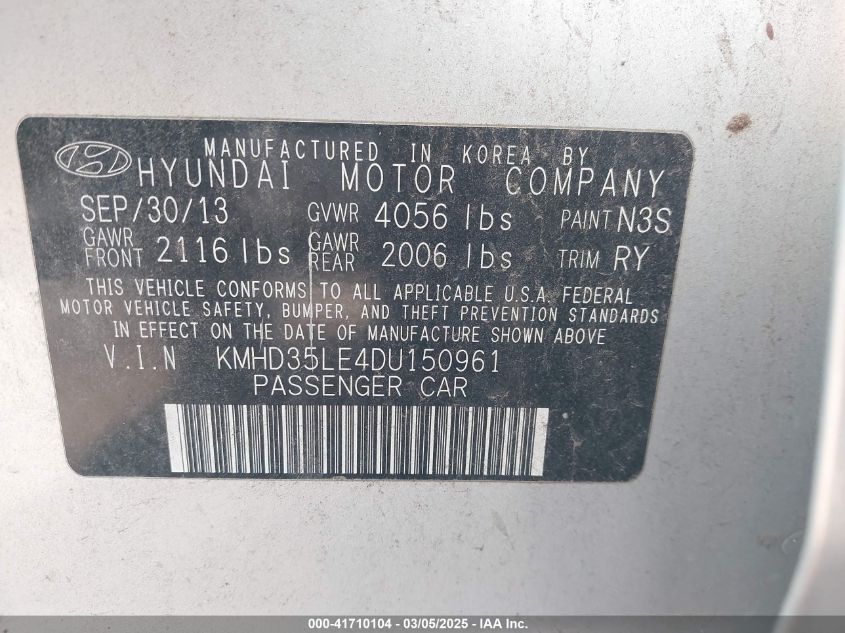 MANUFACTURED IN KOREA BY
HYUNDAI MOTOR COMPANY
SEP/30/13 GVWR 4056 lbs PAINT N3S
GAWR FRONT 2116 lbs GAWR REAR 2006 lbs TRIM RY
THIS VEHICLE CONFORMS TO ALL APPLICABLE U.S.A. FEDERAL
MOTOR VEHICLE SAFETY, BUMPER, AND THEFT PREVENTION STANDARDS
IN EFFECT ON THE DATE OF MANUFACTURE SHOWN ABOVE
V.I.N KMHD35LE4DU150961
PASSENGER CAR
000-41710104 - 03/05/2025 - IAA Inc.